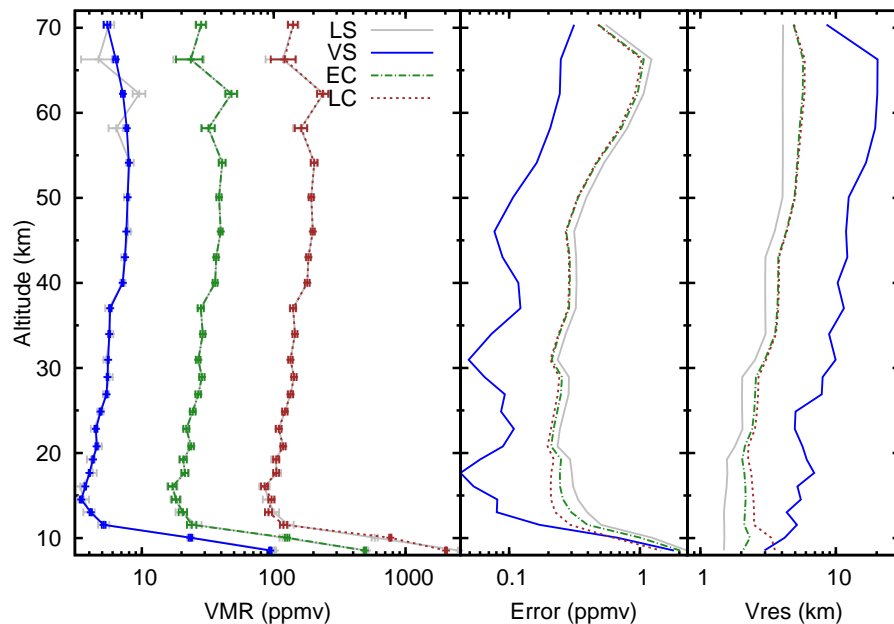 70
60
50
40
30
20
10
Altitude (km)
LS
VS
EC
LC
10 100 1000
VMR (ppmv)
0.1 1
Error (ppmv)
1 10
Vres (km)